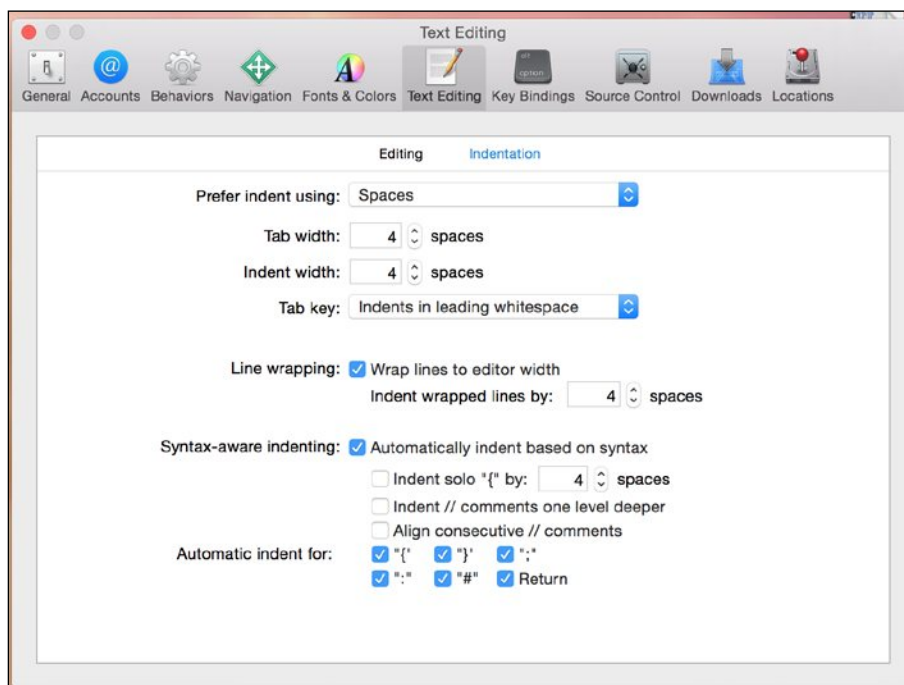 Text Editing
alt
option
General Accounts Behaviors Navigation Fonts & Colors Text Editing Key Bindings Source Control Downloads Locations
Editing Indentation
Prefer indent using: Spaces
Tab width: 4 spaces
Indent width: 4 spaces
Tab key: Indents in leading whitespace
Line wrapping: Wrap lines to editor width
Indent wrapped lines by: 4 spaces
Syntax-aware indenting: Automatically indent based on syntax
Indent solo "{" by: 4 spaces
Indent // comments one level deeper
Align consecutive // comments
Automatic indent for: "{' "}' ";"
":" "#" Return